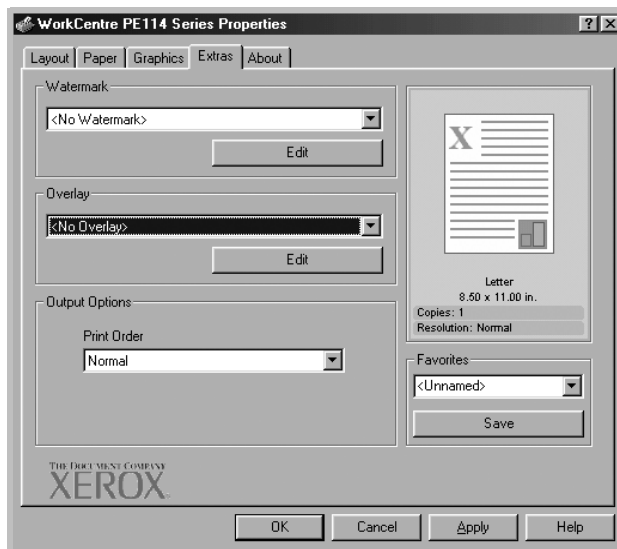 WorkCentre PE114 Series Properties
Layout
Paper
Graphics
Extras
About
Watermark
<No Watermark>
Edit
Overlay
<No Overlay>
Edit
Output Options
Print Order
Normal
X
Letter
8.50 x 11.00 in.
Copies: 1
Resolution: Normal
Favorites
<Unnamed>
Save
THE DOCUMENT COMPANY
XEROX
OK
Cancel
Apply
Help